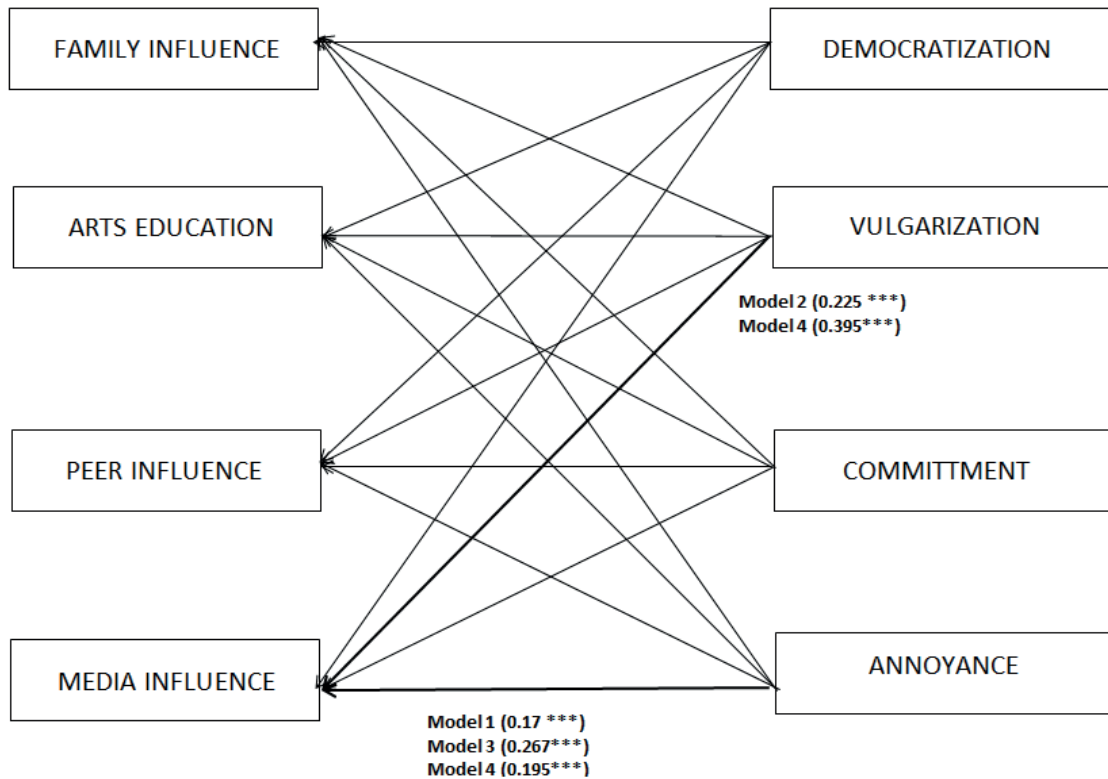 FAMILY INFLUENCE
DEMOCRATIZATION
ARTS EDUCATION
VULGARIZATION
Model 2 (0.225 ***)
Model 4 (0.395***)
PEER INFLUENCE
COMMITTMENT
MEDIA INFLUENCE
ANNOYANCE
Model 1 (0.17 ***)
Model 3 (0.267***)
Model 4 (0.195***)